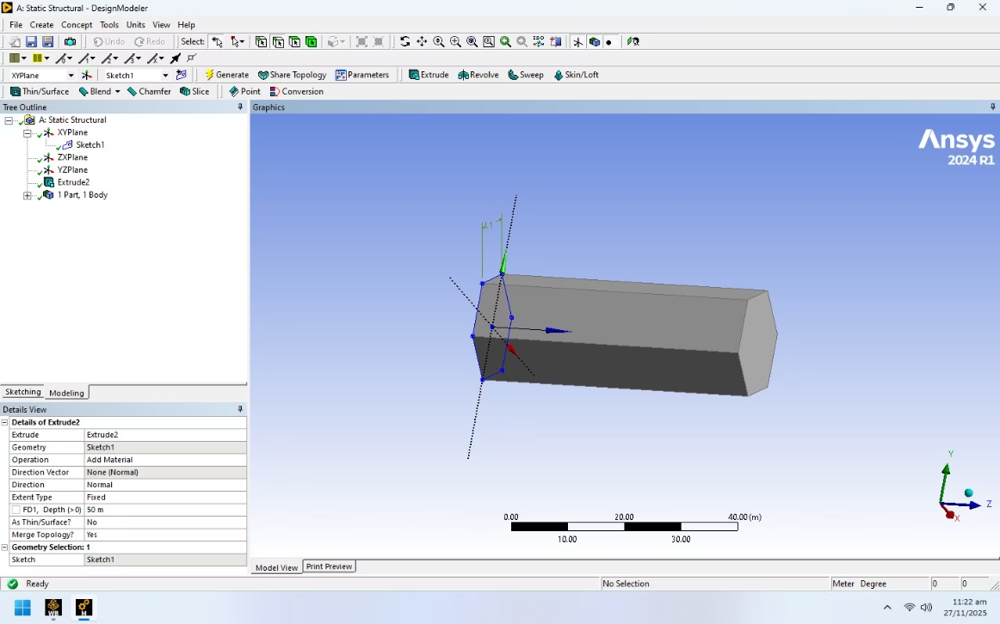 A: Static Structural - DesignModeler
File Create Concept Tools Units View Help
Undo Redo Select: ISO
XYPlane Sketch1 Generate Share Topology Parameters Extrude Revolve Sweep Skin/Loft
Thin/Surface Blend Chamfer Slice Point Conversion
Tree Outline
A: Static Structural
XYPlane
Sketch1
ZXPlane
YZPlane
Extrude2
1 Part, 1 Body
Sketching Modeling
Details View
Details of Extrude2
Extrude Extrude2
Geometry Sketch1
Operation Add Material
Direction Vector None (Normal)
Direction Normal
Extent Type Fixed
FD1, Depth (>0) 50 m
As Thin/Surface? No
Merge Topology? Yes
Geometry Selection: 1
Sketch Sketch1
Graphics
Ansys
2024 R1
L1
Y
Z
X
0.00 20.00 40.00 (m)
10.00 30.00
Model View Print Preview
Ready No Selection Meter Degree 0 0
WB M
11:22 am
27/11/2025